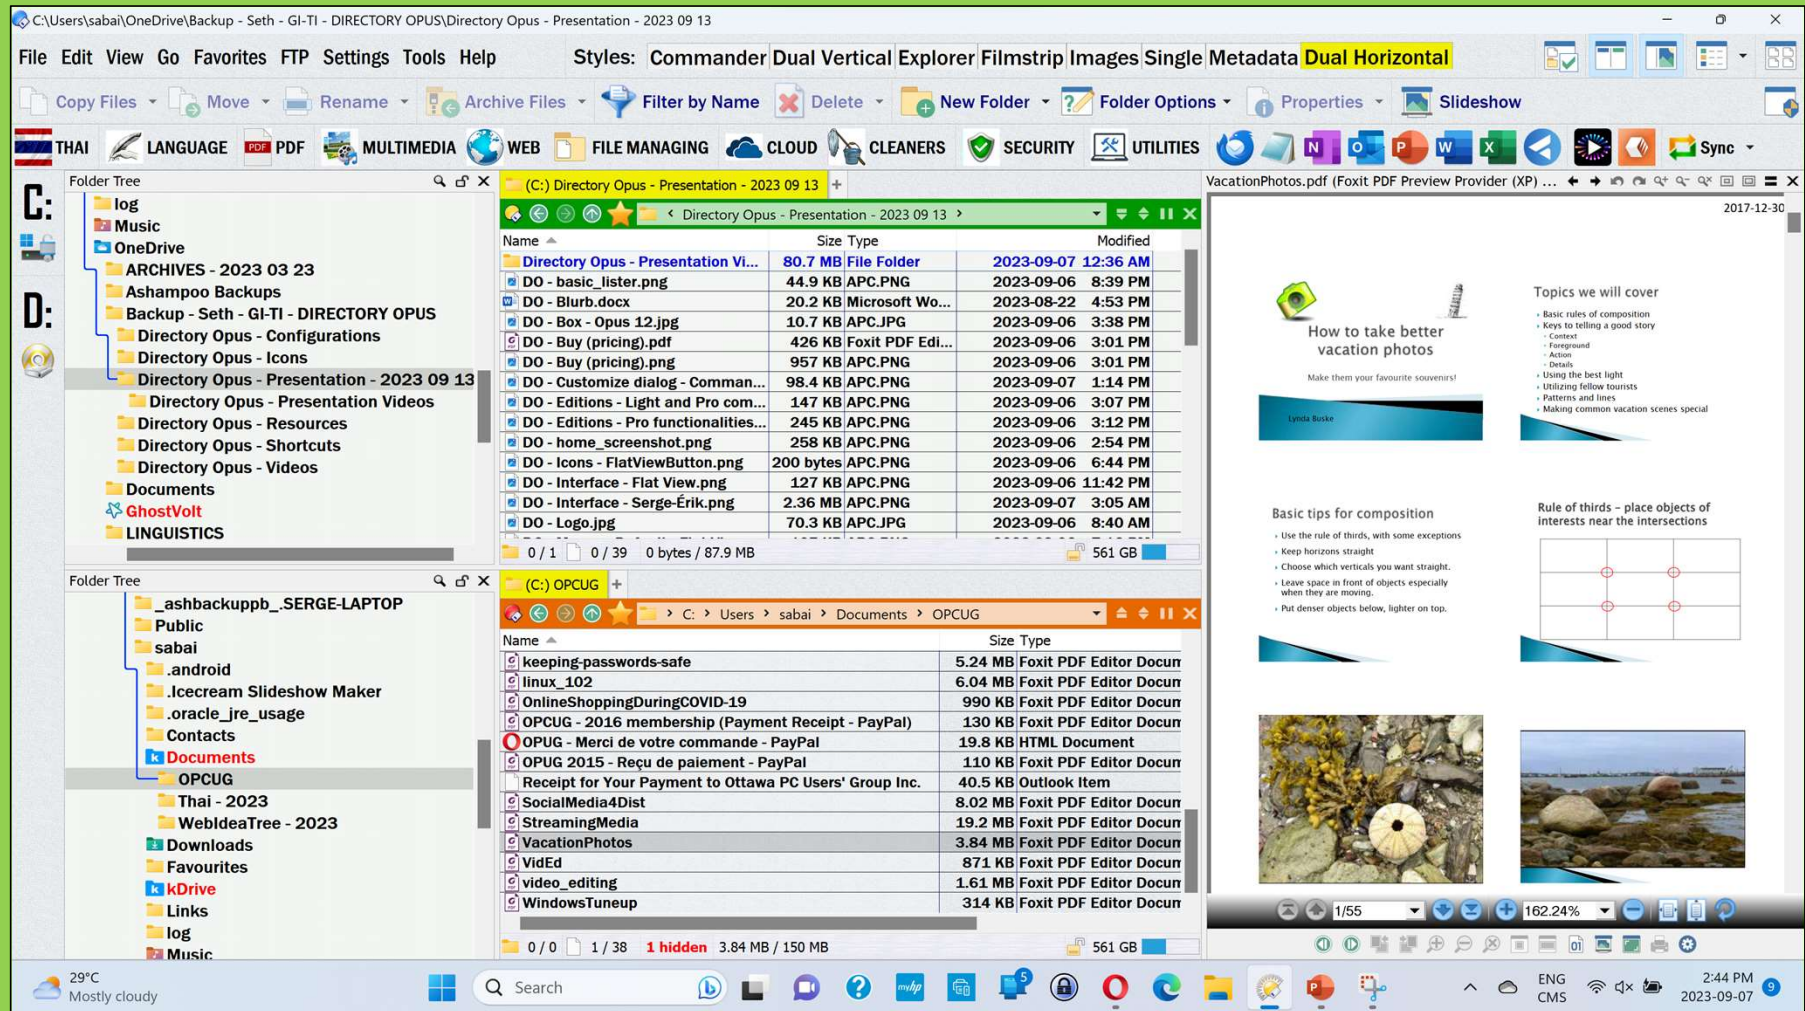 C:\Users\sabai\OneDrive\Backup - Seth - GI-TI - DIRECTORY OPUS\Directory Opus - Presentation - 2023 09 13
File Edit View Go Favorites FTP Settings Tools Help Styles: Commander Dual Vertical Explorer Filmstrip Images Single Metadata Dual Horizontal
Copy Files Move Rename Archive Files Filter by Name Delete New Folder Folder Options Properties Slideshow
THAI LANGUAGE PDF PDF MULTIMEDIA WEB FILE MANAGING CLOUD CLEANERS SECURITY UTILITIES Sync
C:
D:
Folder Tree
log
Music
OneDrive
ARCHIVES - 2023 03 23
Ashampoo Backups
Backup - Seth - GI-TI - DIRECTORY OPUS
Directory Opus - Configurations
Directory Opus - Icons
Directory Opus - Presentation - 2023 09 13
Directory Opus - Presentation Videos
Directory Opus - Resources
Directory Opus - Shortcuts
Directory Opus - Videos
Documents
GhostVolt
LINGUISTICS
(C:) Directory Opus - Presentation - 2023 09 13 +
Directory Opus - Presentation - 2023 09 13
Name Size Type Modified
Directory Opus - Presentation Vi... 80.7 MB File Folder 2023-09-07 12:36 AM
DO - basic_lister.png 44.9 KB APC.PNG 2023-09-06 8:39 PM
DO - Blurb.docx 20.2 KB Microsoft Wo... 2023-08-22 4:53 PM
DO - Box - Opus 12.jpg 10.7 KB APC.JPG 2023-09-06 3:38 PM
DO - Buy (pricing).pdf 426 KB Foxit PDF Edi... 2023-09-06 3:01 PM
DO - Buy (pricing).png 957 KB APC.PNG 2023-09-06 3:01 PM
DO - Customize dialog - Comman... 98.4 KB APC.PNG 2023-09-07 1:14 PM
DO - Editions - Light and Pro com... 147 KB APC.PNG 2023-09-06 3:07 PM
DO - Editions - Pro functionalities... 245 KB APC.PNG 2023-09-06 3:12 PM
DO - home_screenshot.png 258 KB APC.PNG 2023-09-06 2:54 PM
DO - Icons - FlatViewButton.png 200 bytes APC.PNG 2023-09-06 6:44 PM
DO - Interface - Flat View.png 127 KB APC.PNG 2023-09-06 11:42 PM
DO - Interface - Serge-Érik.png 2.36 MB APC.PNG 2023-09-07 3:05 AM
DO - Logo.jpg 70.3 KB APC.JPG 2023-09-06 8:40 AM
0 / 1 0 / 39 0 bytes / 87.9 MB 561 GB
Folder Tree
_ashbackuppb_.SERGE-LAPTOP
Public
sabai
.android
.Icecream Slideshow Maker
.oracle_jre_usage
Contacts
Documents
OPCUG
Thai - 2023
WebIdeaTree - 2023
Downloads
Favourites
kDrive
Links
log
Music
(C:) OPCUG +
C: Users sabai Documents OPCUG
Name Size Type
keeping-passwords-safe 5.24 MB Foxit PDF Editor Docum
linux_102 6.04 MB Foxit PDF Editor Docum
OnlineShoppingDuringCOVID-19 990 KB Foxit PDF Editor Docum
OPCUG - 2016 membership (Payment Receipt - PayPal) 130 KB Foxit PDF Editor Docum
OPUG - Merci de votre commande - PayPal 19.8 KB HTML Document
OPUG 2015 - Reçu de paiement - PayPal 110 KB Foxit PDF Editor Docum
Receipt for Your Payment to Ottawa PC Users' Group Inc. 40.5 KB Outlook Item
SocialMedia4Dist 8.02 MB Foxit PDF Editor Docum
StreamingMedia 19.2 MB Foxit PDF Editor Docum
VacationPhotos 3.84 MB Foxit PDF Editor Docum
VidEd 871 KB Foxit PDF Editor Docum
video_editing 1.61 MB Foxit PDF Editor Docum
WindowsTuneup 314 KB Foxit PDF Editor Docum
0 / 0 1 / 38 1 hidden 3.84 MB / 150 MB 561 GB
VacationPhotos.pdf (Foxit PDF Preview Provider (XP) ...
2017-12-30
How to take better
vacation photos
Make them your favourite souvenirs!
Lynda Buske
Topics we will cover
Basic rules of composition
Keys to telling a good story
Context
Foreground
Action
Details
Using the best light
Utilizing fellow tourists
Patterns and lines
Making common vacation scenes special
Basic tips for composition
Use the rule of thirds, with some exceptions
Keep horizons straight
Choose which verticals you want straight.
Leave space in front of objects especially
when they are moving.
Put denser objects below, lighter on top.
Rule of thirds – place objects of
interests near the intersections
1/55 162.24%
01
29°C
Mostly cloudy
Search
myhp
5
ENG
CMS
2:44 PM
2023-09-07
9